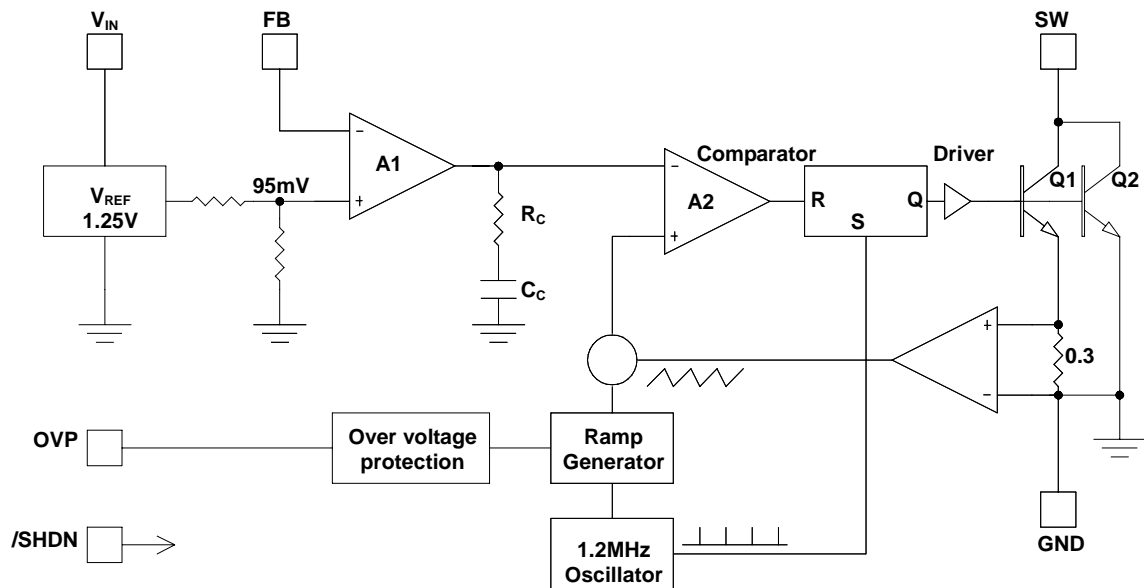 VIN FB SW
A1
VREF
1.25V
95mV
−
+
RC
CC
−
+
A2
Comparator
R Q
S
Driver
Q1 Q2
+
−
0.3
OVP
Over voltage
protection
Ramp
Generator
/SHDN
1.2MHz
Oscillator
GND